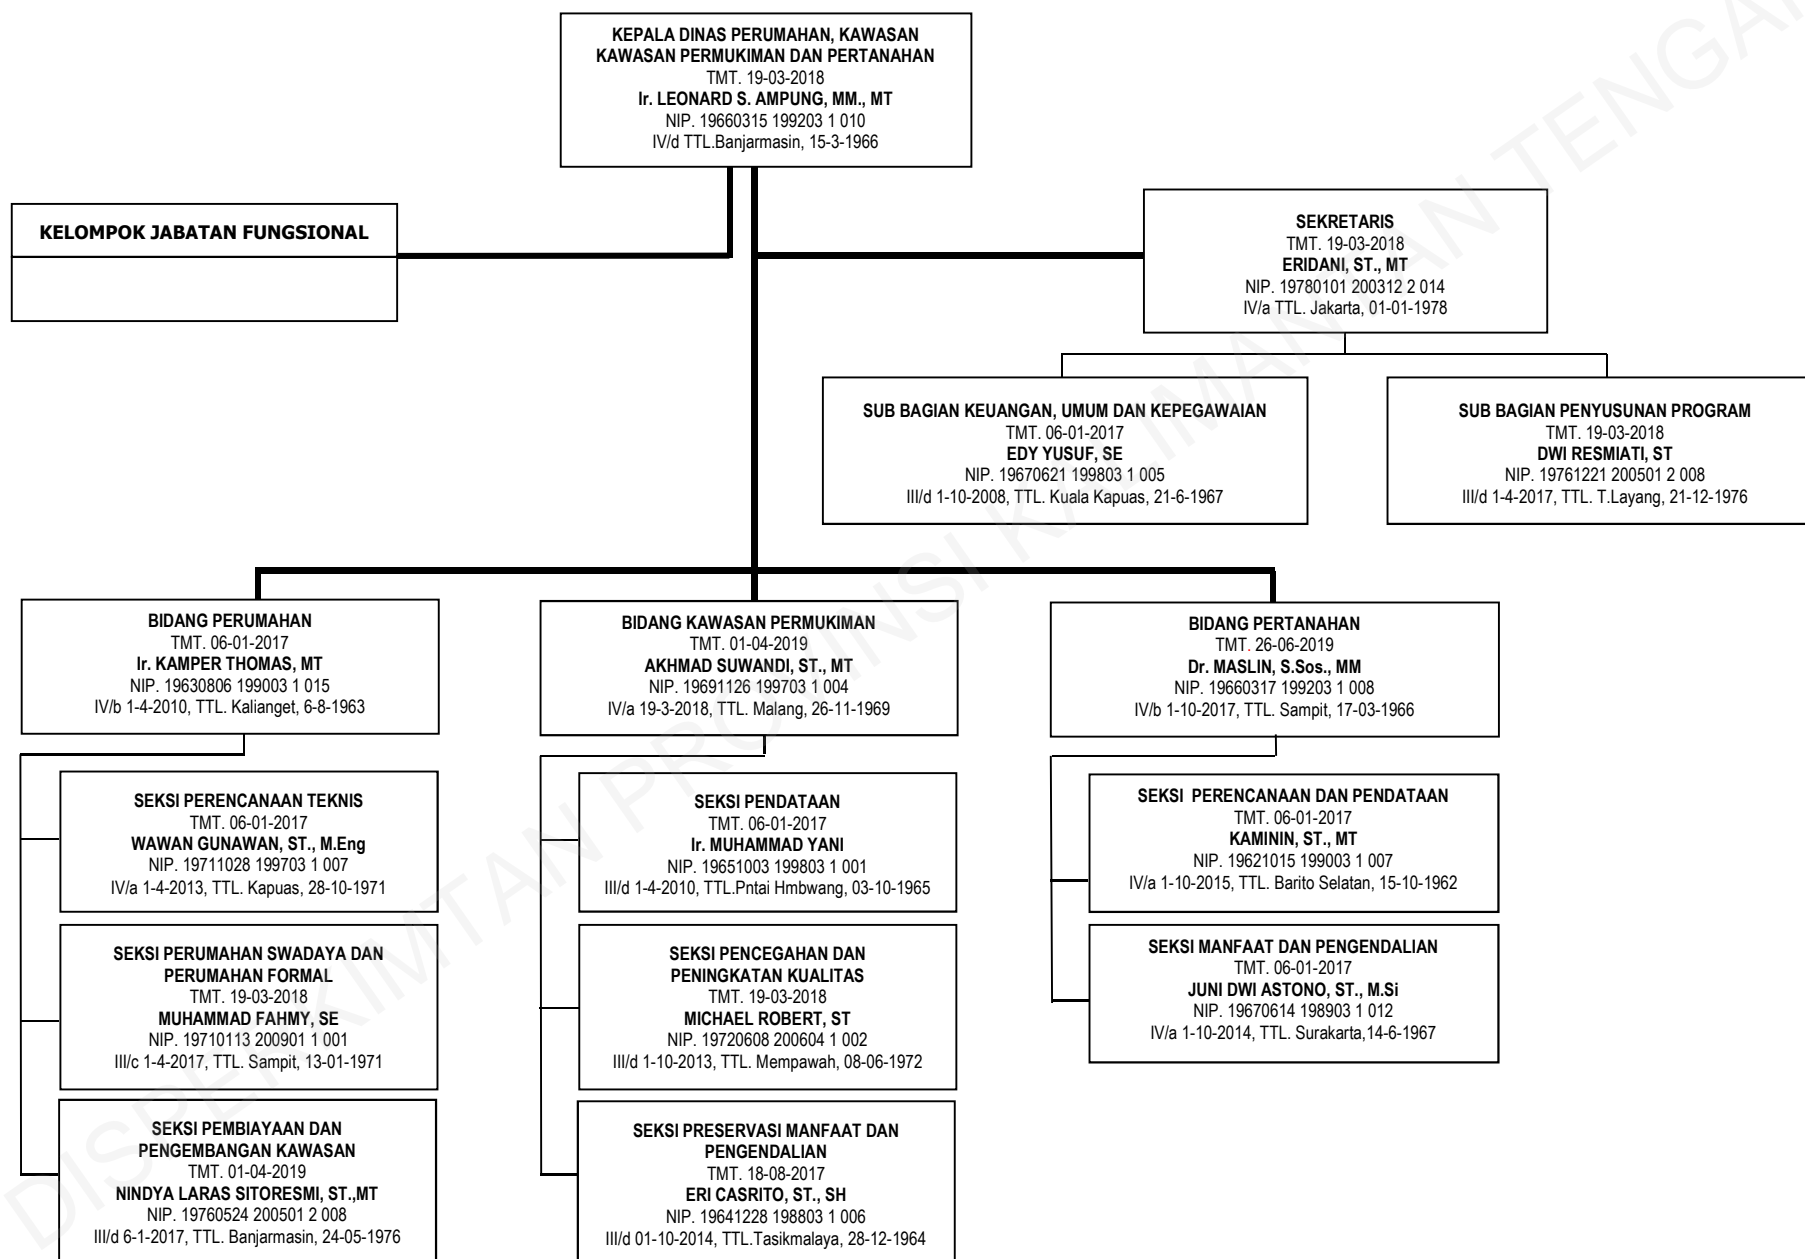 KEPALA DINAS PERUMAHAN, KAWASAN
KAWASAN PERMUKIMAN DAN PERTANAHAN
TMT. 19-03-2018
Ir. LEONARD S. AMPUNG, MM., MT
NIP. 19660315 199203 1 010
IV/d TTL.Banjarmasin, 15-3-1966
KELOMPOK JABATAN FUNGSIONAL
SEKRETARIS
TMT. 19-03-2018
ERIDANI, ST., MT
NIP. 19780101 200312 2 014
IV/a TTL. Jakarta, 01-01-1978
SUB BAGIAN KEUANGAN, UMUM DAN KEPEGAWAIAN
TMT. 06-01-2017
EDY YUSUF, SE
NIP. 19670621 199803 1 005
III/d 1-10-2008, TTL. Kuala Kapuas, 21-6-1967
SUB BAGIAN PENYUSUNAN PROGRAM
TMT. 19-03-2018
DWI RESMIATI, ST
NIP. 19761221 200501 2 008
III/d 1-4-2017, TTL. T.Layang, 21-12-1976
BIDANG PERUMAHAN
TMT. 06-01-2017
Ir. KAMPER THOMAS, MT
NIP. 19630806 199003 1 015
IV/b 1-4-2010, TTL. Kalianget, 6-8-1963
SEKSI PERENCANAAN TEKNIS
TMT. 06-01-2017
WAWAN GUNAWAN, ST., M.Eng
NIP. 19711028 199703 1 007
IV/a 1-4-2013, TTL. Kapuas, 28-10-1971
SEKSI PERUMAHAN SWADAYA DAN
PERUMAHAN FORMAL
TMT. 19-03-2018
MUHAMMAD FAHMY, SE
NIP. 19710113 200901 1 001
III/c 1-4-2017, TTL. Sampit, 13-01-1971
SEKSI PEMBIAYAAN DAN
PENGEMBANGAN KAWASAN
TMT. 01-04-2019
NINDYA LARAS SITORESMI, ST.,MT
NIP. 19760524 200501 2 008
III/d 6-1-2017, TTL. Banjarmasin, 24-05-1976
BIDANG KAWASAN PERMUKIMAN
TMT. 01-04-2019
AKHMAD SUWANDI, ST., MT
NIP. 19691126 199703 1 004
IV/a 19-3-2018, TTL. Malang, 26-11-1969
SEKSI PENDATAAN
TMT. 06-01-2017
Ir. MUHAMMAD YANI
NIP. 19651003 199803 1 001
III/d 1-4-2010, TTL.Pntai Hmbwang, 03-10-1965
SEKSI PENCEGAHAN DAN
PENINGKATAN KUALITAS
TMT. 19-03-2018
MICHAEL ROBERT, ST
NIP. 19720608 200604 1 002
III/d 1-10-2013, TTL. Mempawah, 08-06-1972
SEKSI PRESERVASI MANFAAT DAN
PENGENDALIAN
TMT. 18-08-2017
ERI CASRITO, ST., SH
NIP. 19641228 198803 1 006
III/d 01-10-2014, TTL.Tasikmalaya, 28-12-1964
BIDANG PERTANAHAN
TMT. 26-06-2019
Dr. MASLIN, S.Sos., MM
NIP. 19660317 199203 1 008
IV/b 1-10-2017, TTL. Sampit, 17-03-1966
SEKSI PERENCANAAN DAN PENDATAAN
TMT. 06-01-2017
KAMININ, ST., MT
NIP. 19621015 199003 1 007
IV/a 1-10-2015, TTL. Barito Selatan, 15-10-1962
SEKSI MANFAAT DAN PENGENDALIAN
TMT. 06-01-2017
JUNI DWI ASTONO, ST., M.Si
NIP. 19670614 198903 1 012
IV/a 1-10-2014, TTL. Surakarta,14-6-1967
DISPERKIMTAN PROVINSI KALIMANTAN TENGAH